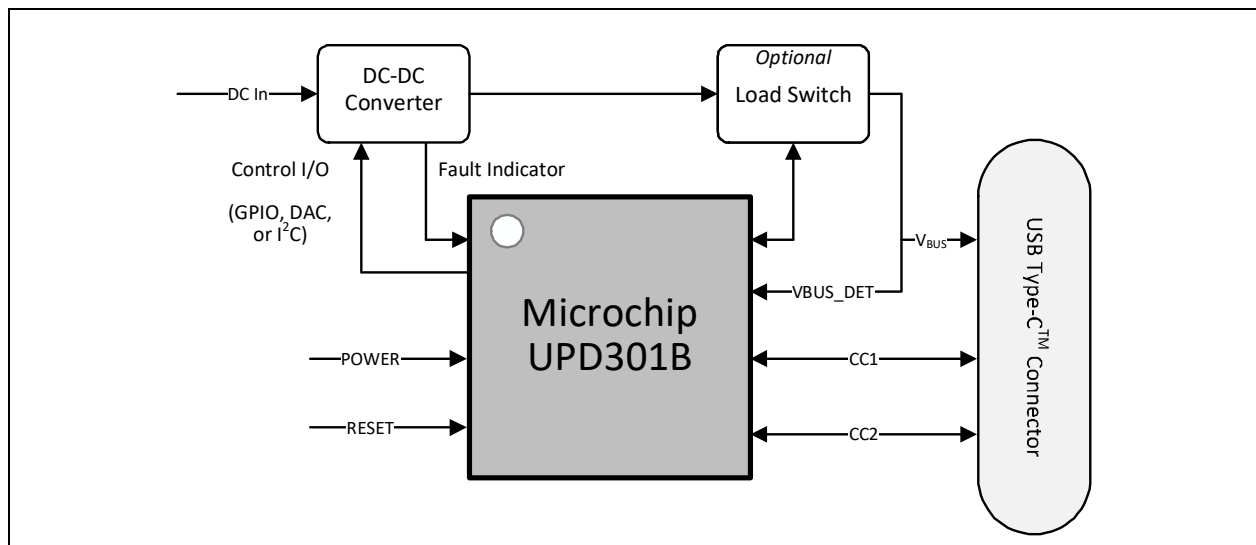 Optional
DC-DC
Converter
Load Switch
DC In
Control I/O
Fault Indicator
(GPIO, DAC,
or I²C)
V_BUS
VBUS_DET
Microchip
UPD301B
POWER
CC1
RESET
CC2
USB Type-C™ Connector